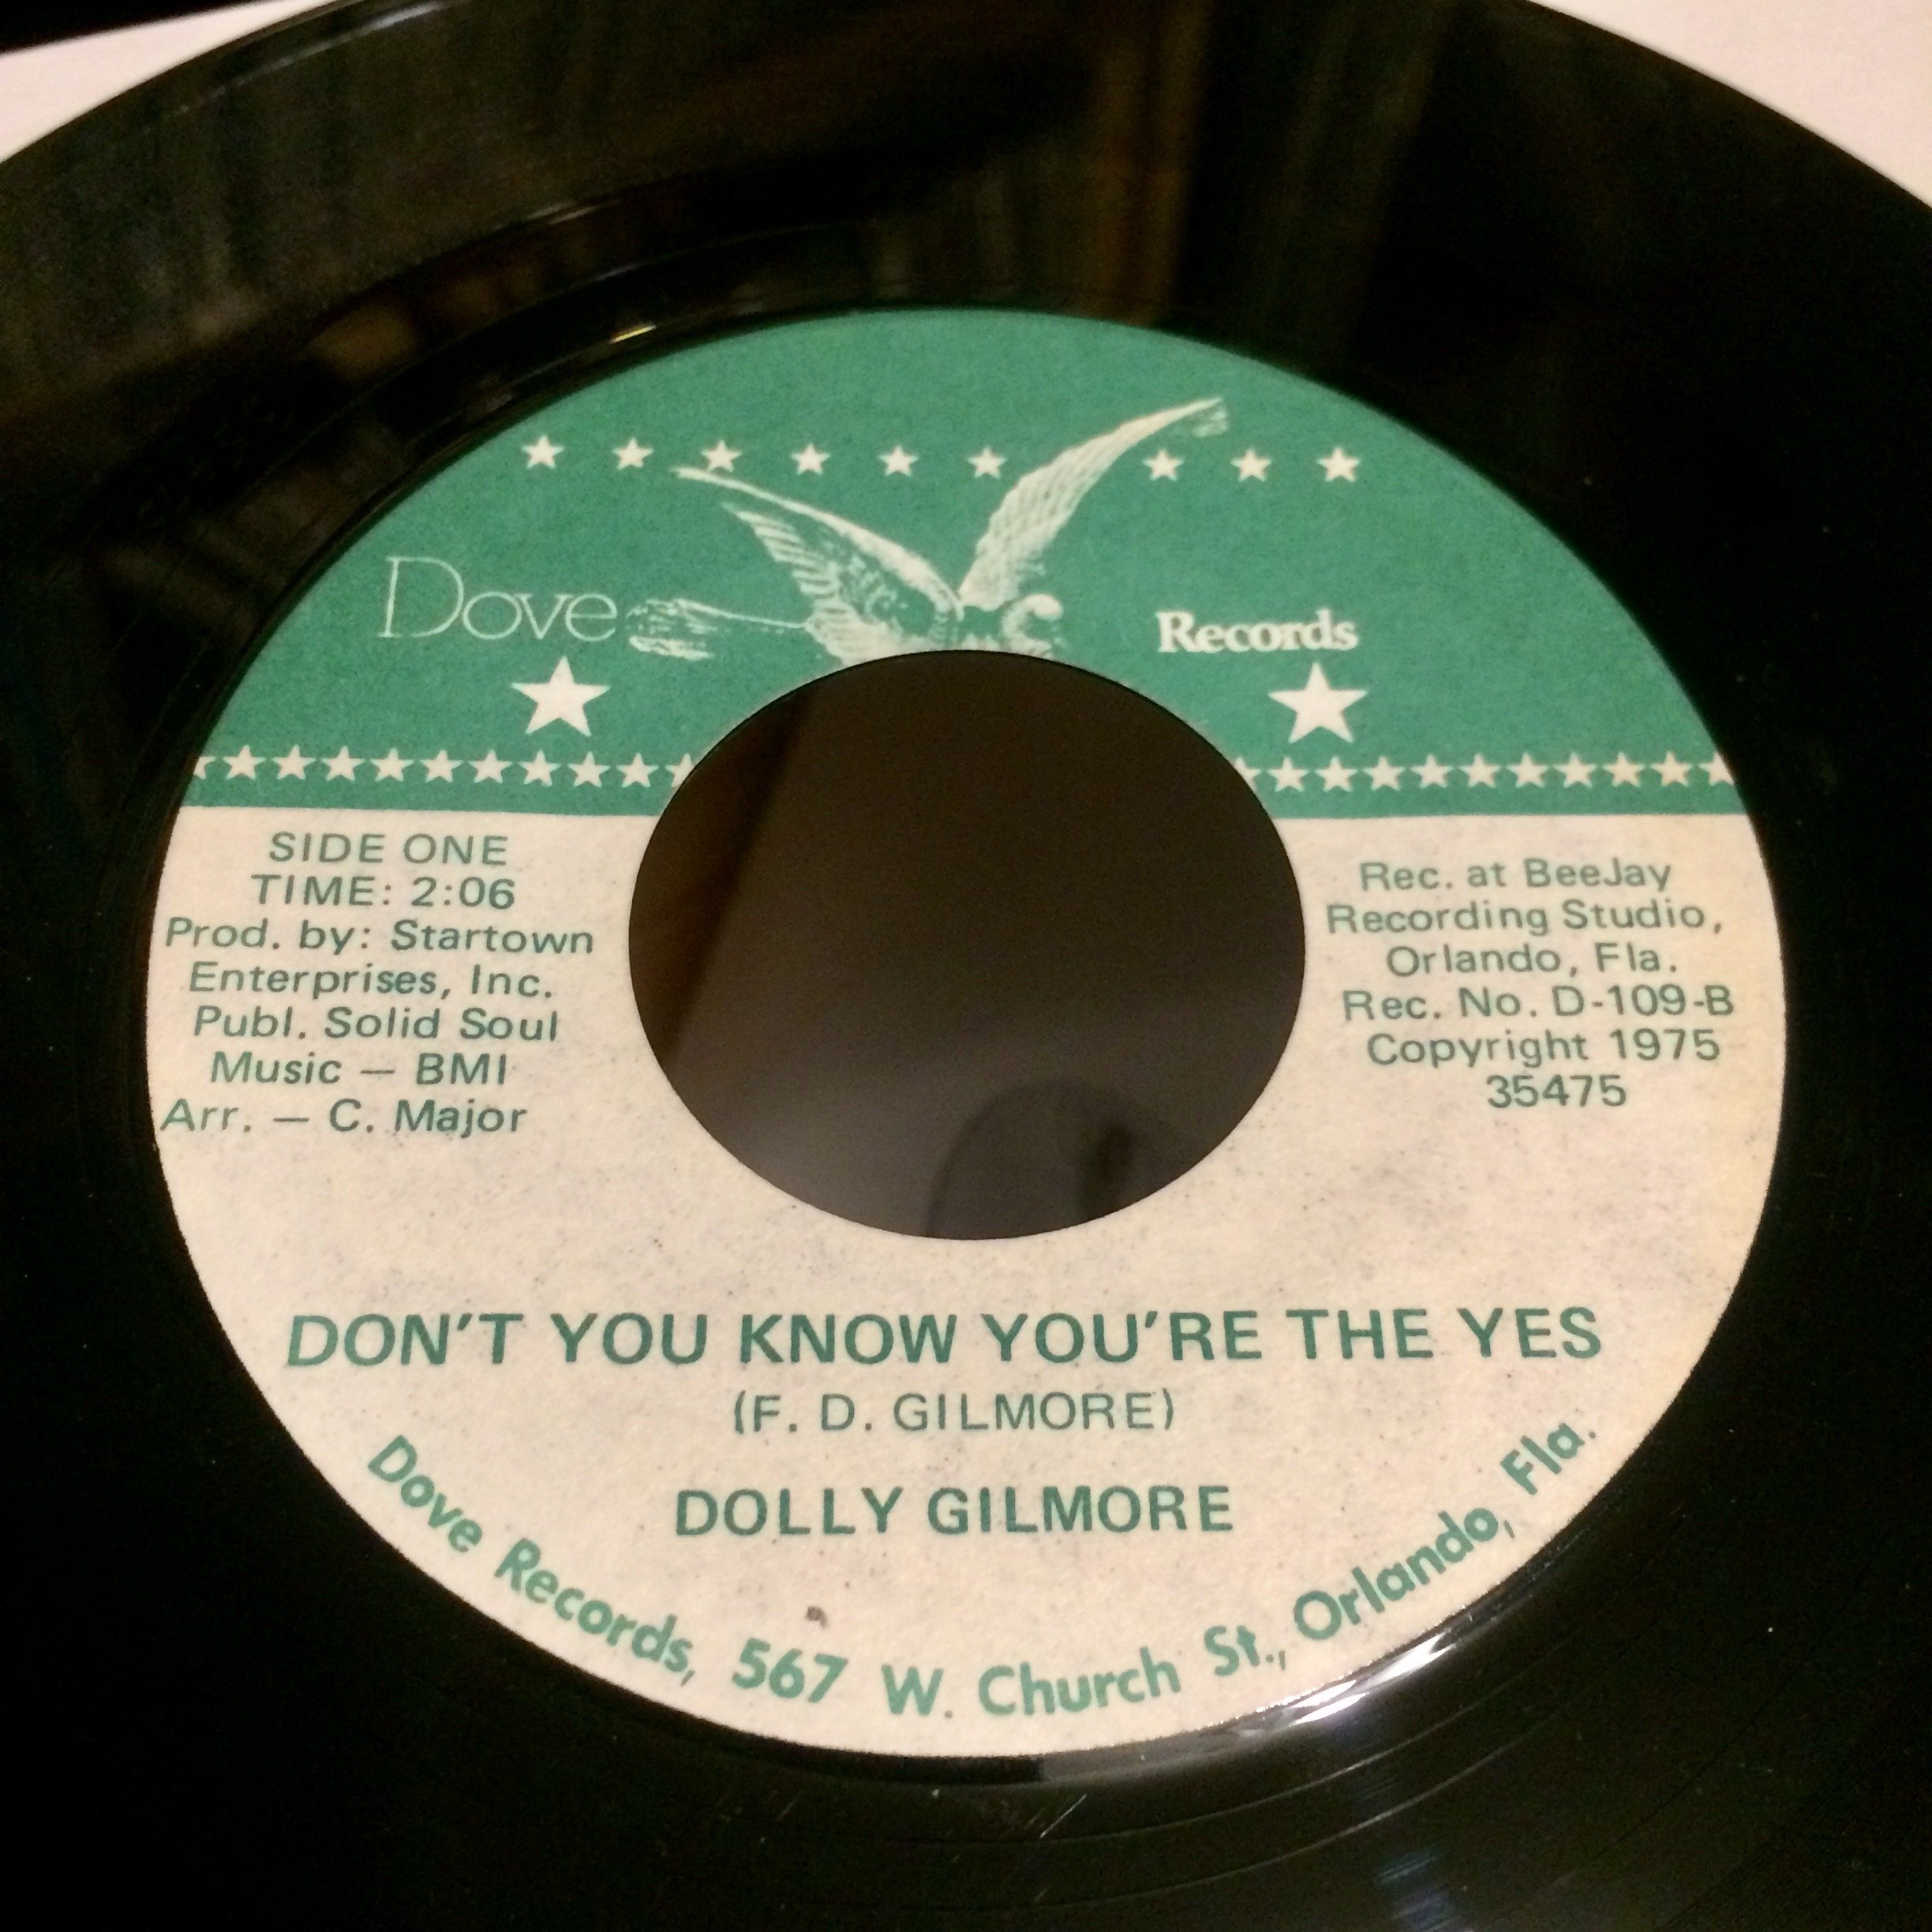 Dove Records
SIDE ONE
TIME: 2:06
Prod. by: Startown
Enterprises, Inc.
Publ. Solid Soul
Music — BMI
Arr. — C. Major
Rec. at BeeJay
Recording Studio,
Orlando, Fla.
Rec. No. D-109-B
Copyright 1975
35475
DON'T YOU KNOW YOU'RE THE YES
(F. D. GILMORE)
DOLLY GILMORE
Dove Records, 567 W. Church St., Orlando, Fla.